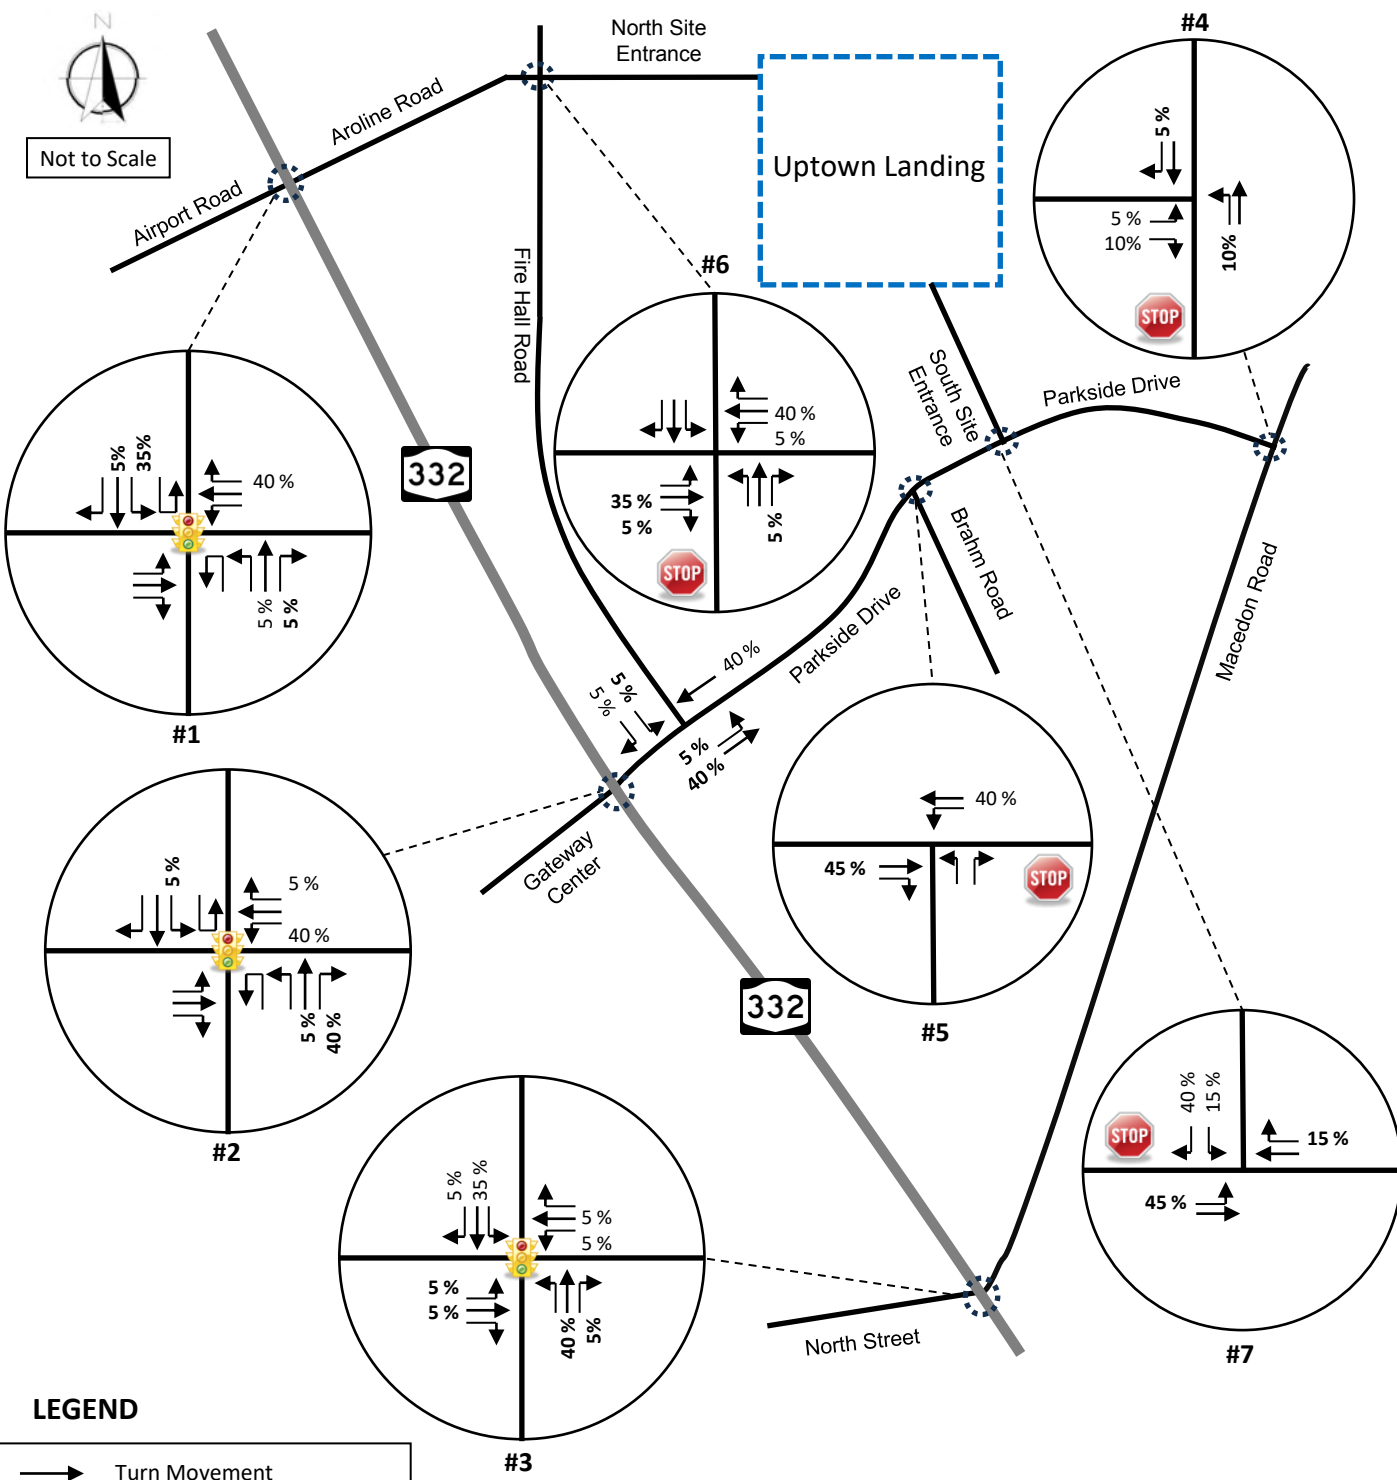 N
Not to Scale
North Site
Entrance
Aroline Road
Airport Road
Uptown Landing
#4
5 %
5 %
10%
10%
STOP
Fire Hall Road
#6
40 %
5 %
35 %
5 %
5 %
STOP
South Site
Entrance
Parkside Drive
332
5%
35%
40 %
5 %
5 %
#1
Brahm Road
Macedon Road
Parkside Drive
40 %
5 %
5 %
5 %
40 %
Gateway
Center
5 %
5 %
40 %
5 %
40 %
#2
40 %
45 %
STOP
#5
332
40 %
15 %
STOP
15 %
45 %
#7
5 %
35 %
5 %
5 %
5 %
5 %
40 %
5%
#3
North Street
LEGEND
Turn Movement